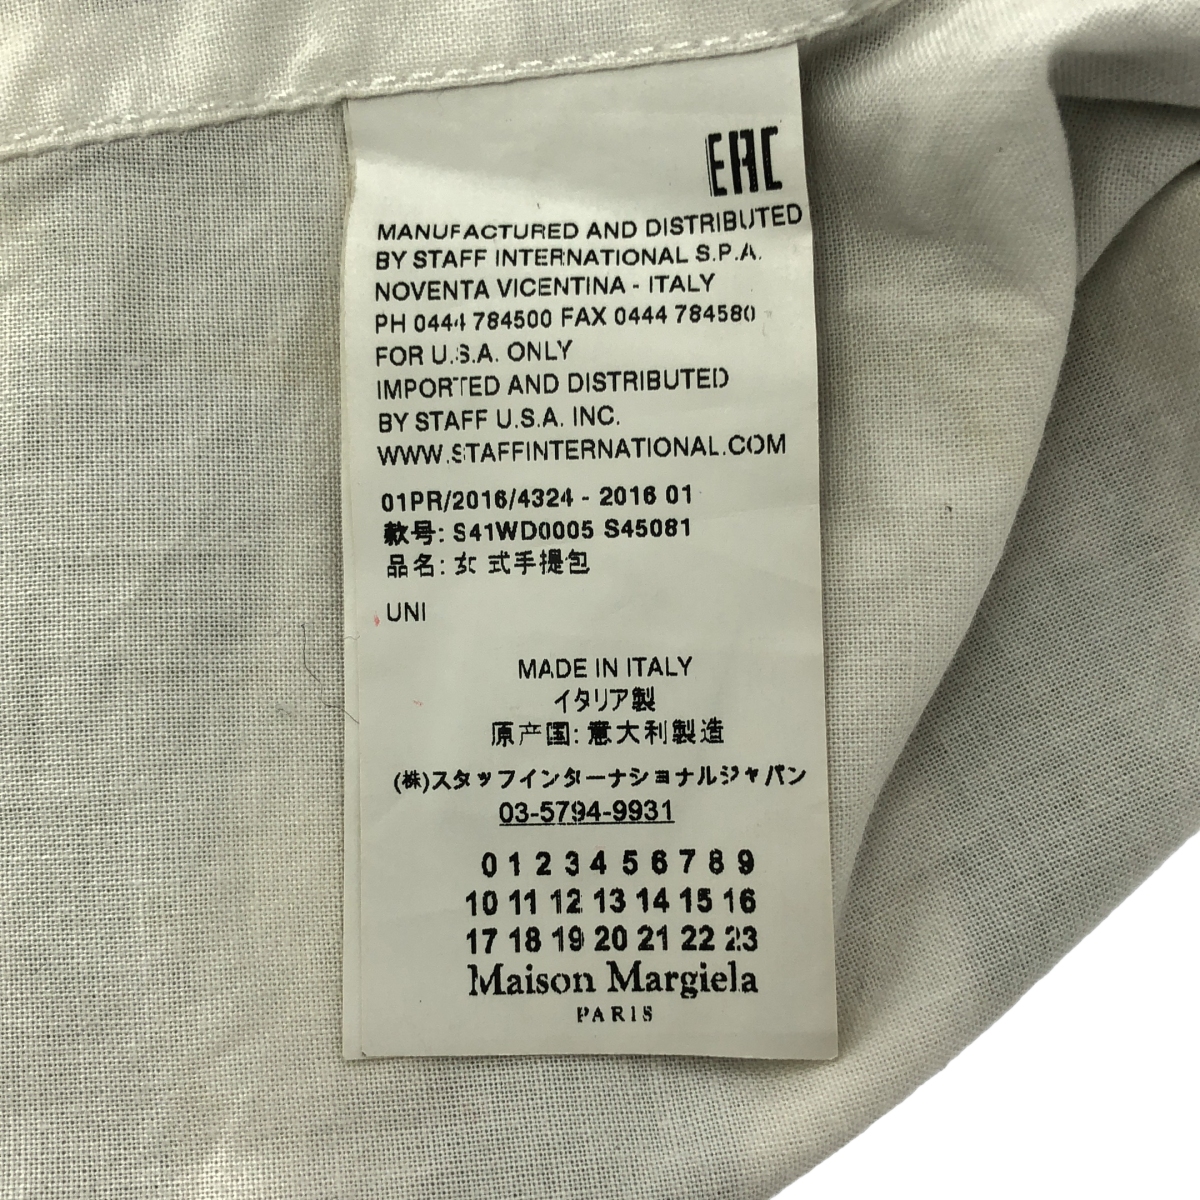 EAC
MANUFACTURED AND DISTRIBUTED
BY STAFF INTERNATIONAL S.P.A.
NOVENTA VICENTINA - ITALY
PH 0444 784500 FAX 0444 784580
FOR U.S.A. ONLY
IMPORTED AND DISTRIBUTED
BY STAFF U.S.A. INC.
WWW.STAFFINTERNATIONAL.COM
01PR/2016/4324 - 2016 01
款号: S41WD0005 S45081
品名: 女 式手提包
UNI
MADE IN ITALY
イタリア製
原产国: 意大利製造
(株)スタッフインターナショナルジャパン
03-5794-9931
0 1 2 3 4 5 6 7 8 9
10 11 12 13 14 15 16
17 18 19 20 21 22 23
Maison Margiela
PARIS